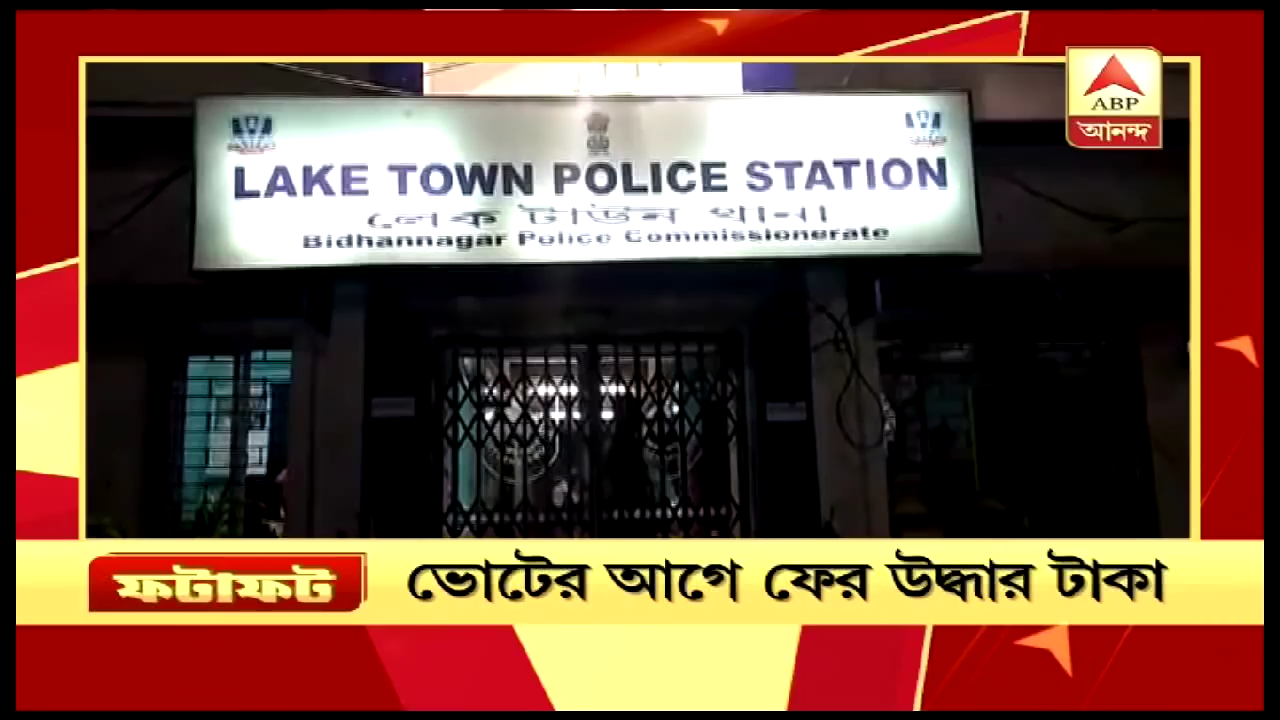 ABP
আনন্দ
LAKE TOWN POLICE STATION
লেক টাউন থানা
Bidhannagar Police Commissionerate
ফটাফট
ভোটের আগে ফের উদ্ধার টাকা